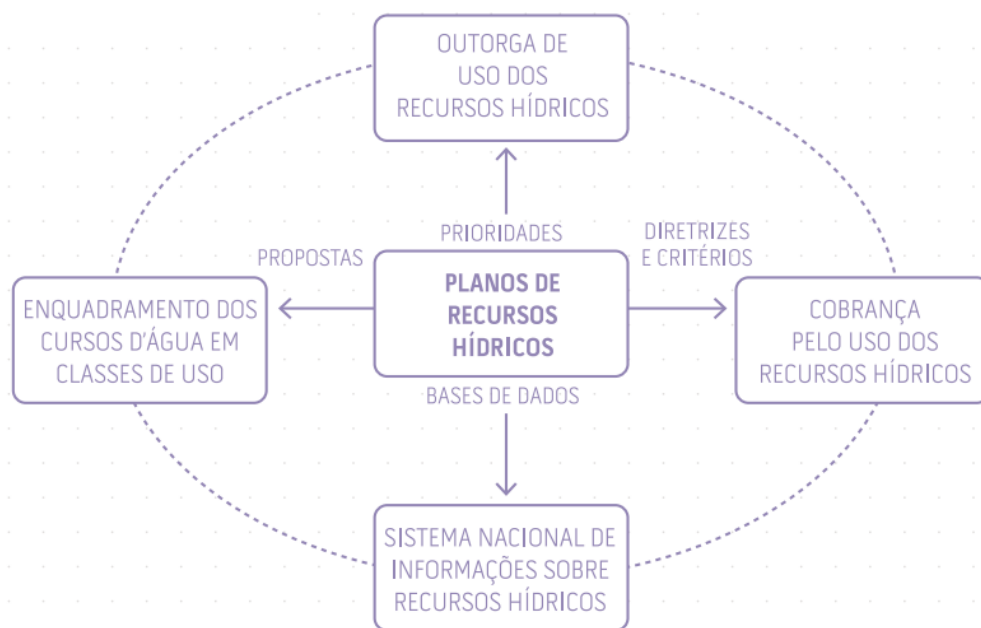 OUTORGA DE
USO DOS
RECURSOS HÍDRICOS
PRIORIDADES
PROPOSTAS
DIRETRIZES
E CRITÉRIOS
ENQUADRAMENTO DOS
CURSOS D'ÁGUA EM
CLASSES DE USO
PLANOS DE
RECURSOS
HÍDRICOS
COBRANÇA
PELO USO DOS
RECURSOS HÍDRICOS
BASES DE DADOS
SISTEMA NACIONAL DE
INFORMAÇÕES SOBRE
RECURSOS HÍDRICOS